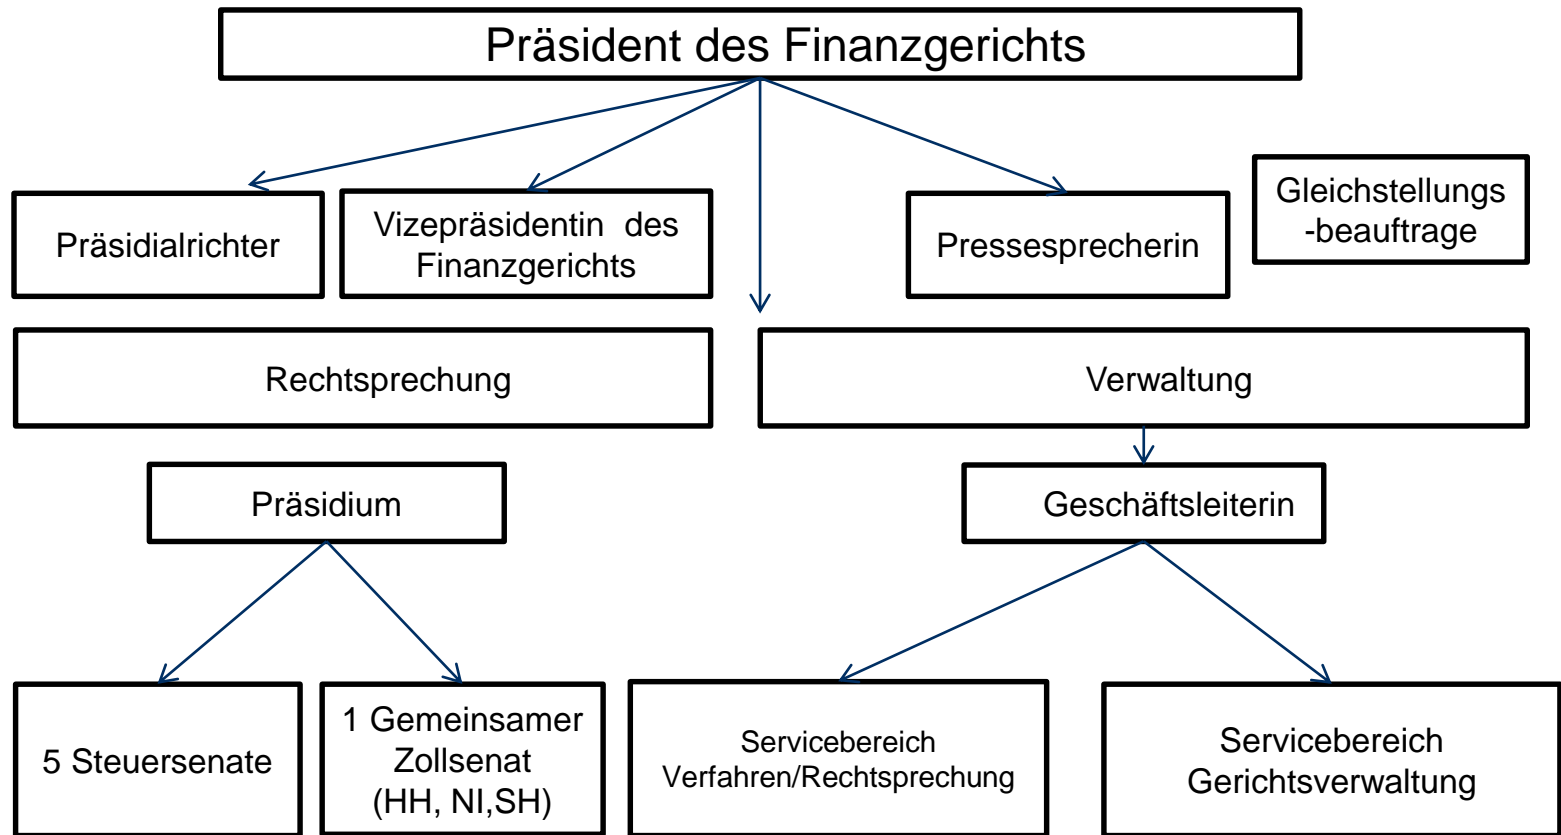 Präsident des Finanzgerichts
Präsidialrichter
Vizepräsidentin des
Finanzgerichts
Pressesprecherin
Gleichstellungs
-beauftrage
Rechtsprechung
Verwaltung
Präsidium
Geschäftsleiterin
5 Steuersenate
1 Gemeinsamer
Zollsenat
(HH, NI,SH)
Servicebereich
Verfahren/Rechtsprechung
Servicebereich
Gerichtsverwaltung